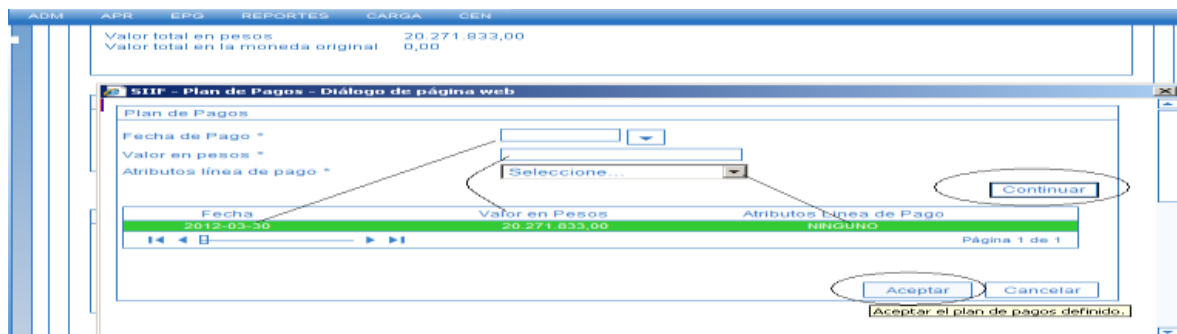 ADM APR EPG REPORTES CARGA CEN
Valor total en pesos 20.271.833,00
Valor total en la moneda original 0,00
SIIF - Plan de Pagos - Diálogo de página web
Plan de Pagos
Fecha de Pago *
Valor en pesos *
Atributos línea de pago * Seleccione...
Continuar
Fecha Valor en Pesos Atributos Linea de Pago
2012-03-30 20.271.833,00 NINGUNO
Página 1 de 1
Aceptar Cancelar
Aceptar el plan de pagos definido.